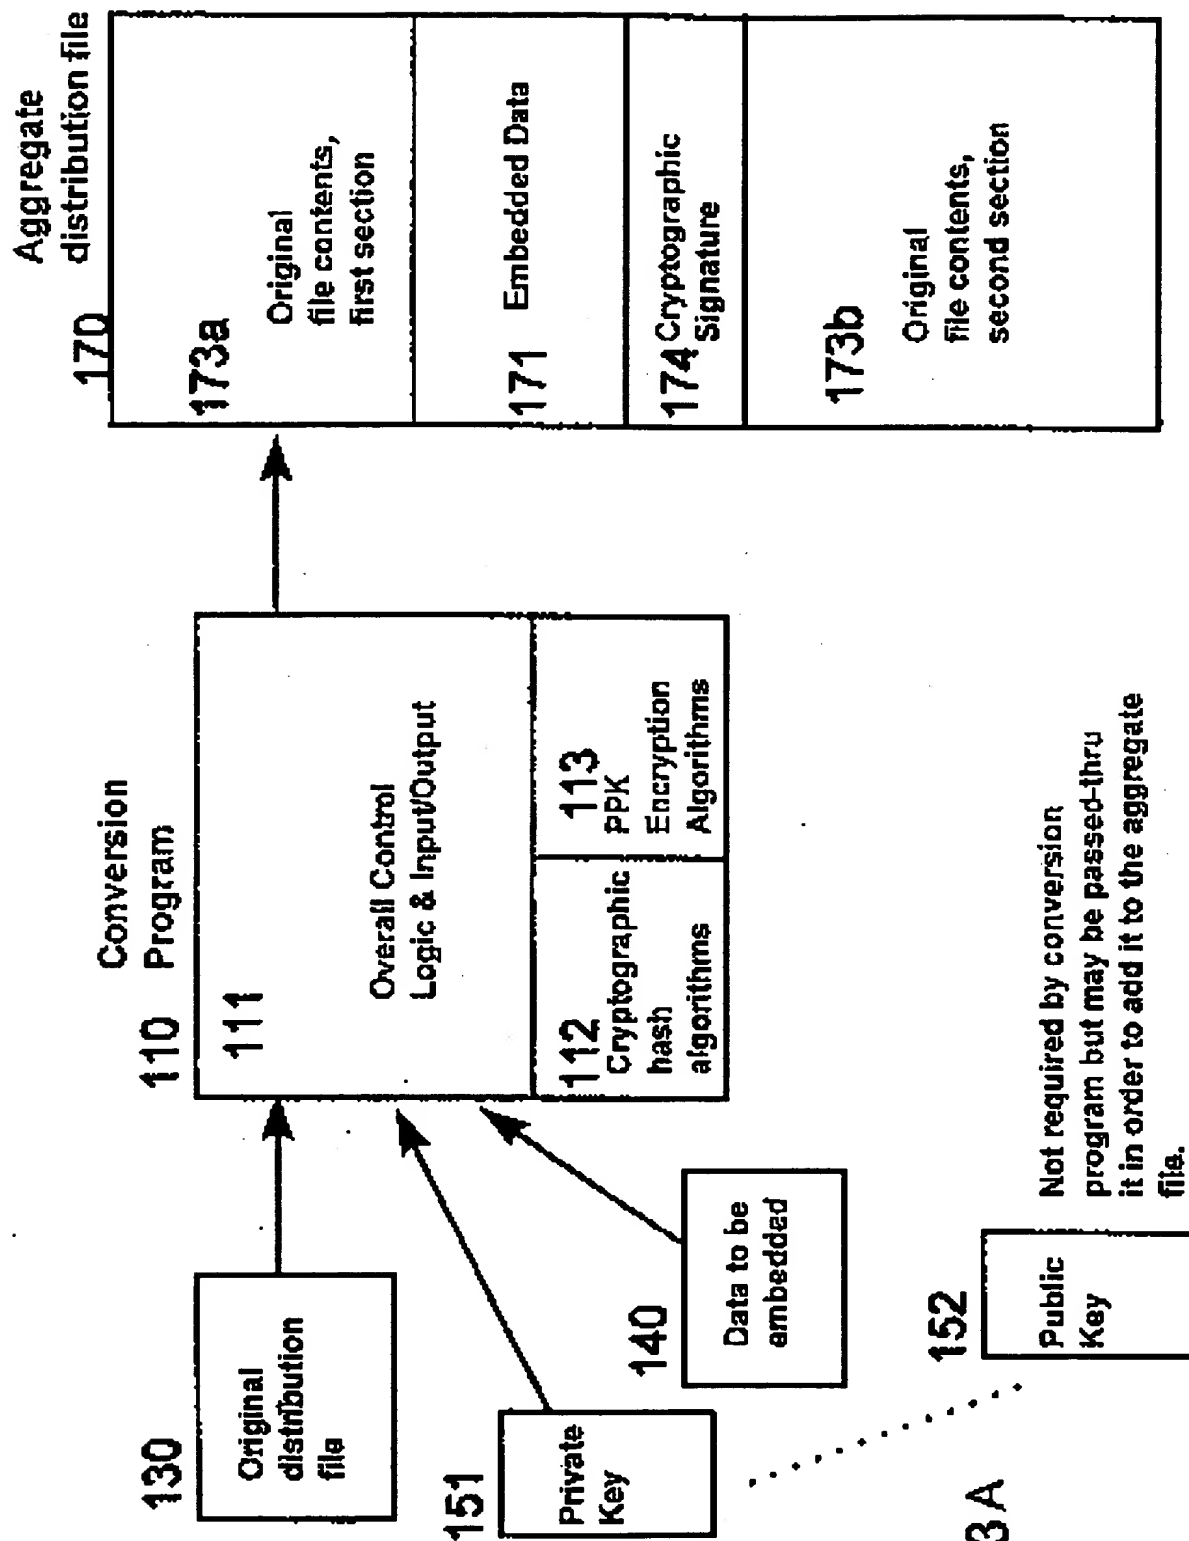 130
Original
distribution
file
151
Private
Key
140
Data to be
embedded
152
Public
Key
Not required by conversion
program but may be passed-thru
it in order to add it to the aggregate
file.
110
Conversion
Program
111
Overall Control
Logic & Input/Output
112
Cryptographic
hash
algorithms
113
PPK
Encryption
Algorithms
170
Aggregate
distribution file
173a
Original
file contents,
first section
171
Embedded Data
174
Cryptographic
Signature
173b
Original
file contents,
second section
3 A